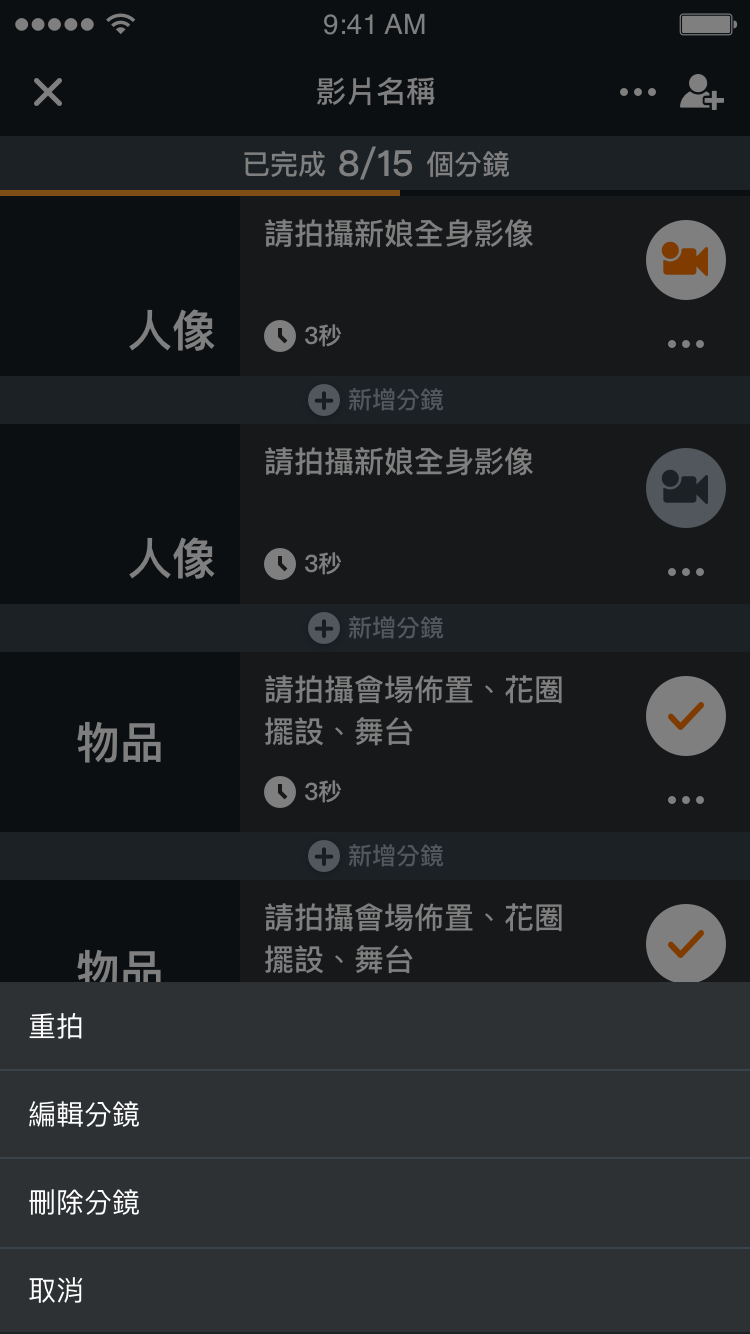 9:41 AM
影片名稱
已完成 8/15 個分鏡
請拍攝新娘全身影像
人像
3秒
新增分鏡
請拍攝新娘全身影像
人像
3秒
新增分鏡
請拍攝會場佈置、花圈
擺設、舞台
物品
3秒
新增分鏡
請拍攝會場佈置、花圈
擺設、舞台
物品
重拍
編輯分鏡
刪除分鏡
取消